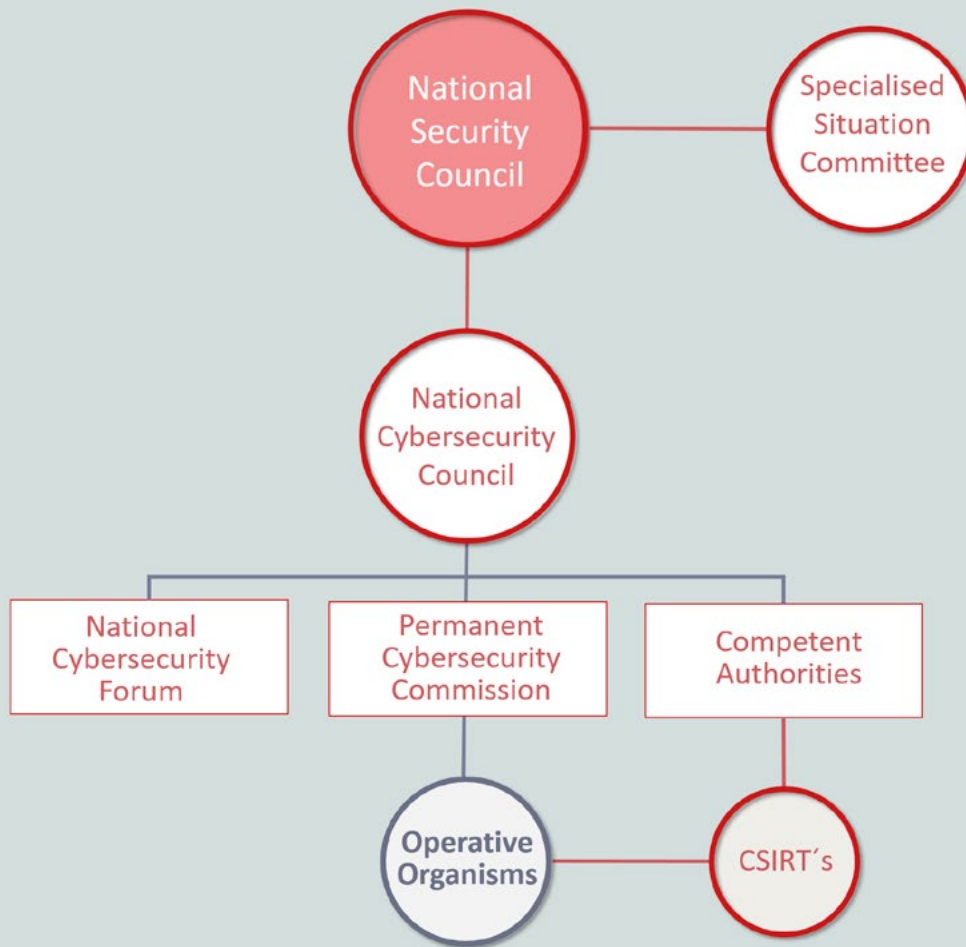 National
Security
Council
Specialised
Situation
Committee
National
Cybersecurity
Council
National
Cybersecurity
Forum
Permanent
Cybersecurity
Commission
Competent
Authorities
Operative
Organisms
CSIRT´s